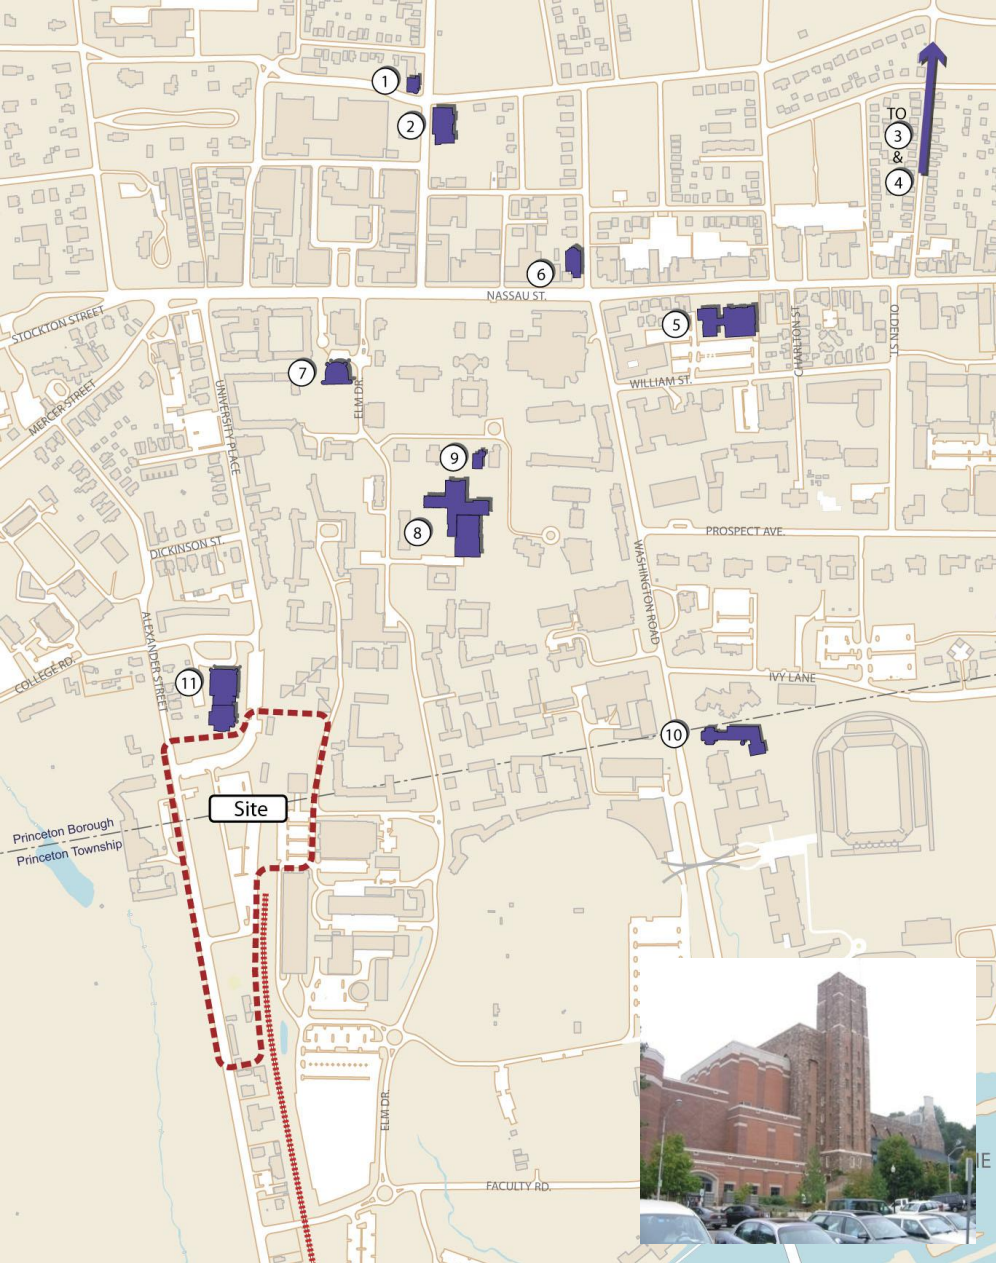 1
2
TO
3
&
4
6
NASSAU ST.
5
STOCKTON STREET
CHARLTON ST.
OLDEN ST.
7
MERCER STREET
UNIVERSITY PLACE
ELM DR.
WILLIAM ST.
9
8
PROSPECT AVE.
DICKINSON ST.
WASHINGTON ROAD
ALEXANDER STREET
COLLEGE RD.
11
IVY LANE
10
Site
Princeton Borough
Princeton Township
ELM DR.
FACULTY RD.